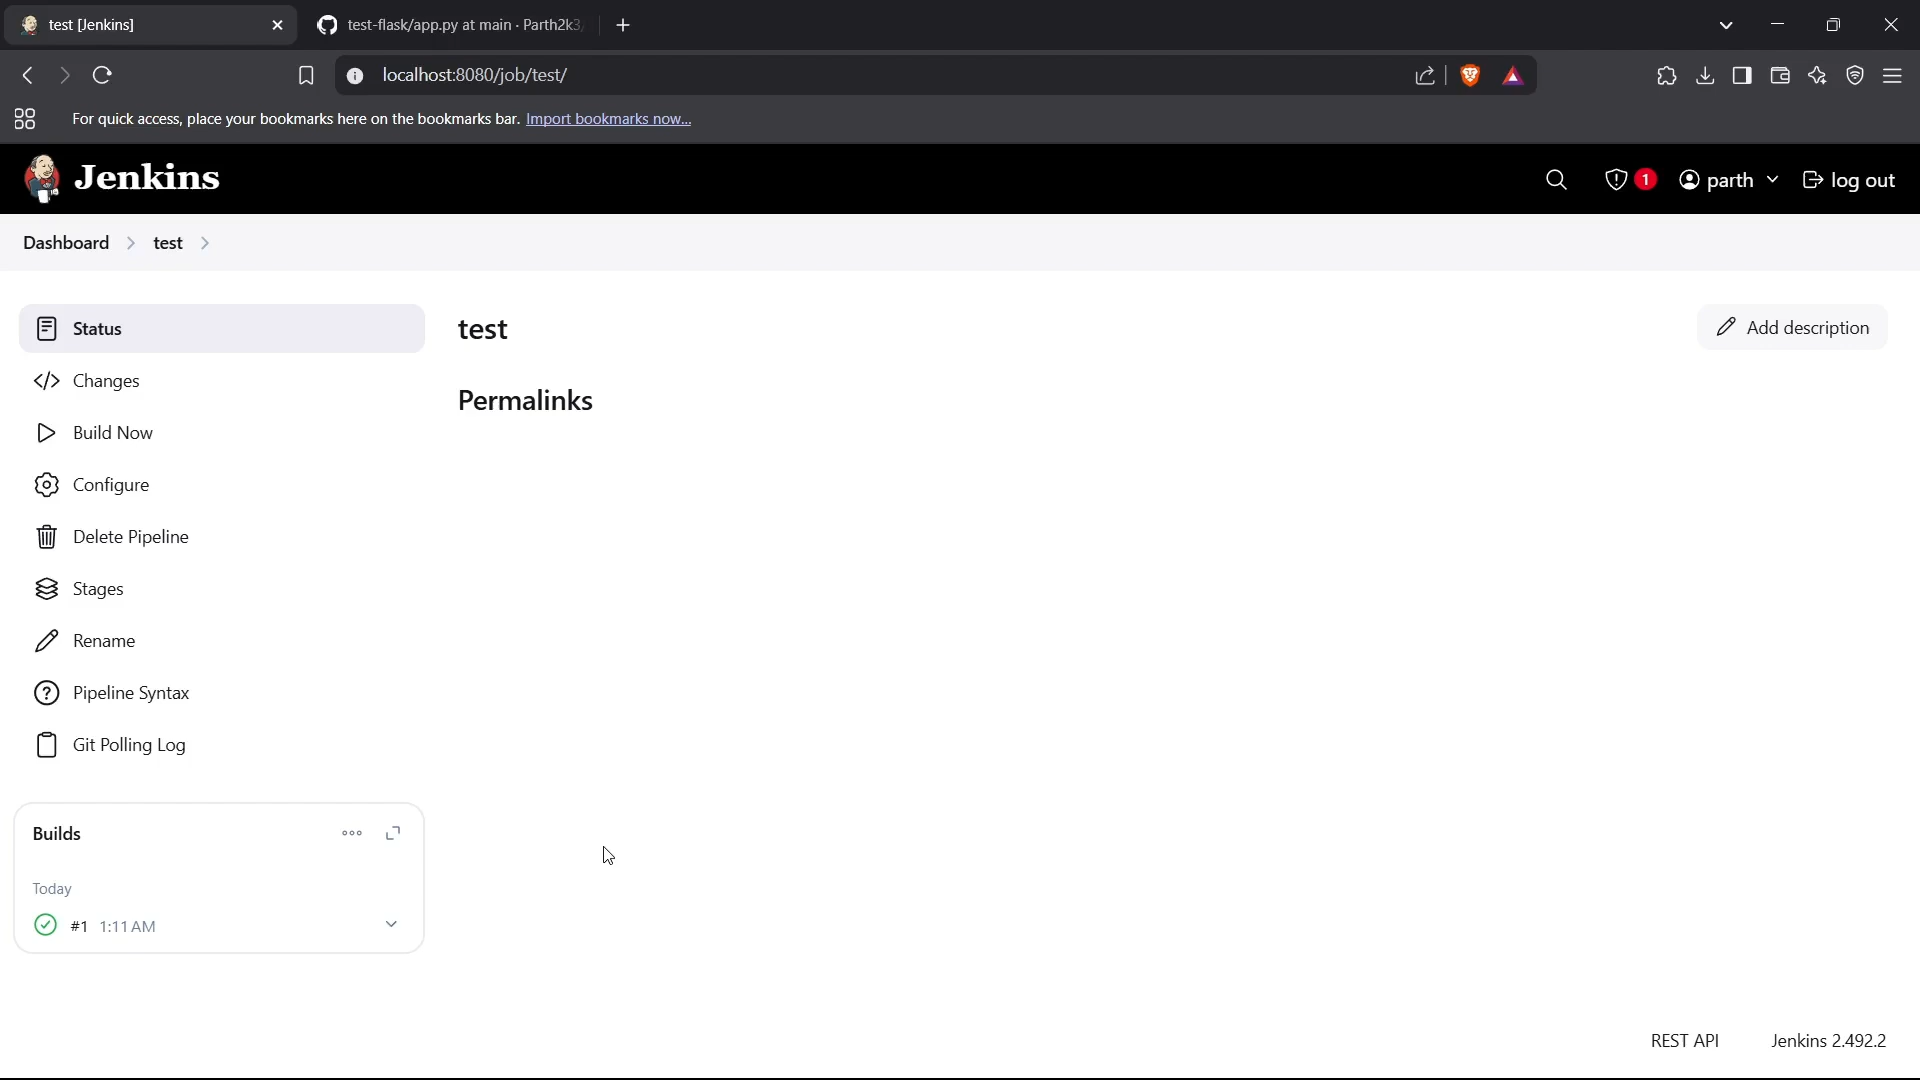 test [Jenkins]
test-flask/app.py at main · Parth2k3
localhost:8080/job/test/
For quick access, place your bookmarks here on the bookmarks bar. Import bookmarks now...
Jenkins
1
parth
log out
Dashboard
test
Status
Changes
Build Now
Configure
Delete Pipeline
Stages
Rename
Pipeline Syntax
Git Polling Log
test
Add description
Permalinks
Builds
Today
#1 1:11 AM
REST API
Jenkins 2.492.2